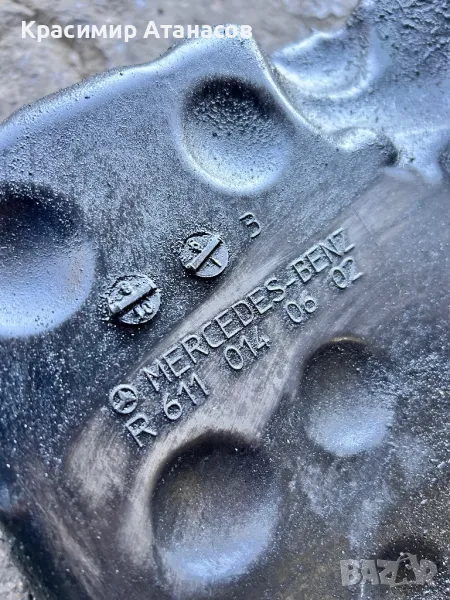 Красимир Атанасов
3
MERCEDES-BENZ
R 611 014 06 02
bazar